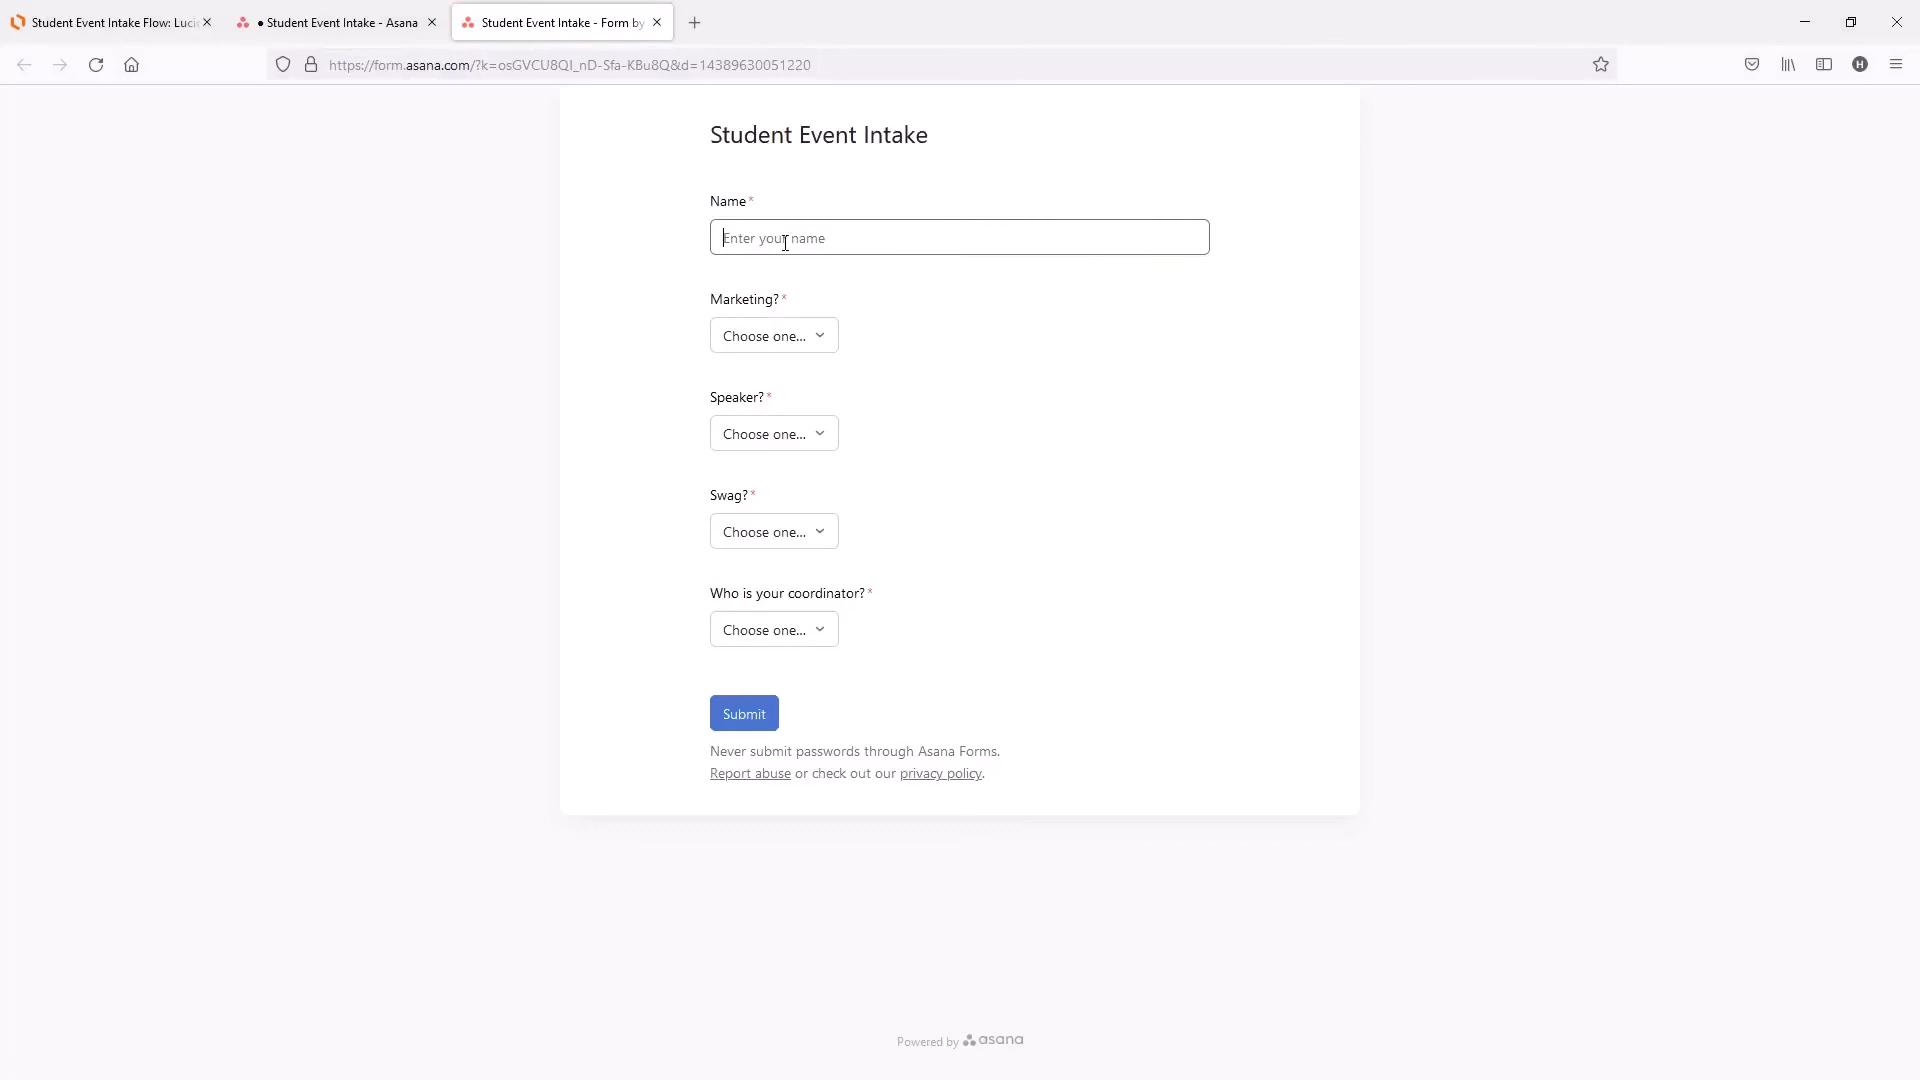 Student Event Intake Flow: Luci
● Student Event Intake - Asana
Student Event Intake - Form by
https://form.asana.com/?k=osGVCU8QI_nD-Sfa-KBu8Q&d=14389630051220
H
Student Event Intake
Name*
Enter your name
Marketing?*
Choose one...
Speaker?*
Choose one...
Swag?*
Choose one...
Who is your coordinator?*
Choose one...
Submit
Never submit passwords through Asana Forms.
Report abuse or check out our privacy policy.
Powered by asana